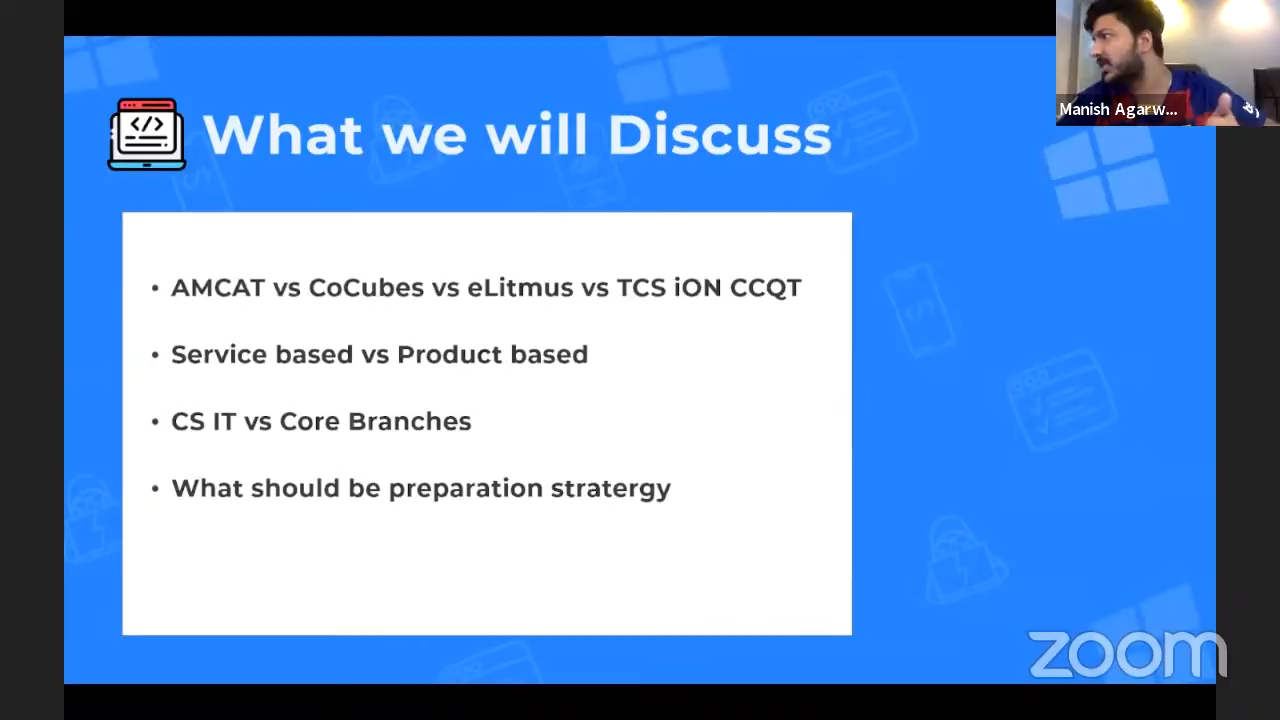 Manish Agarw...
</> What we will Discuss
• AMCAT vs CoCubes vs eLitmus vs TCS iON CCQT
• Service based vs Product based
• CS IT vs Core Branches
• What should be preparation stratergy
zoom